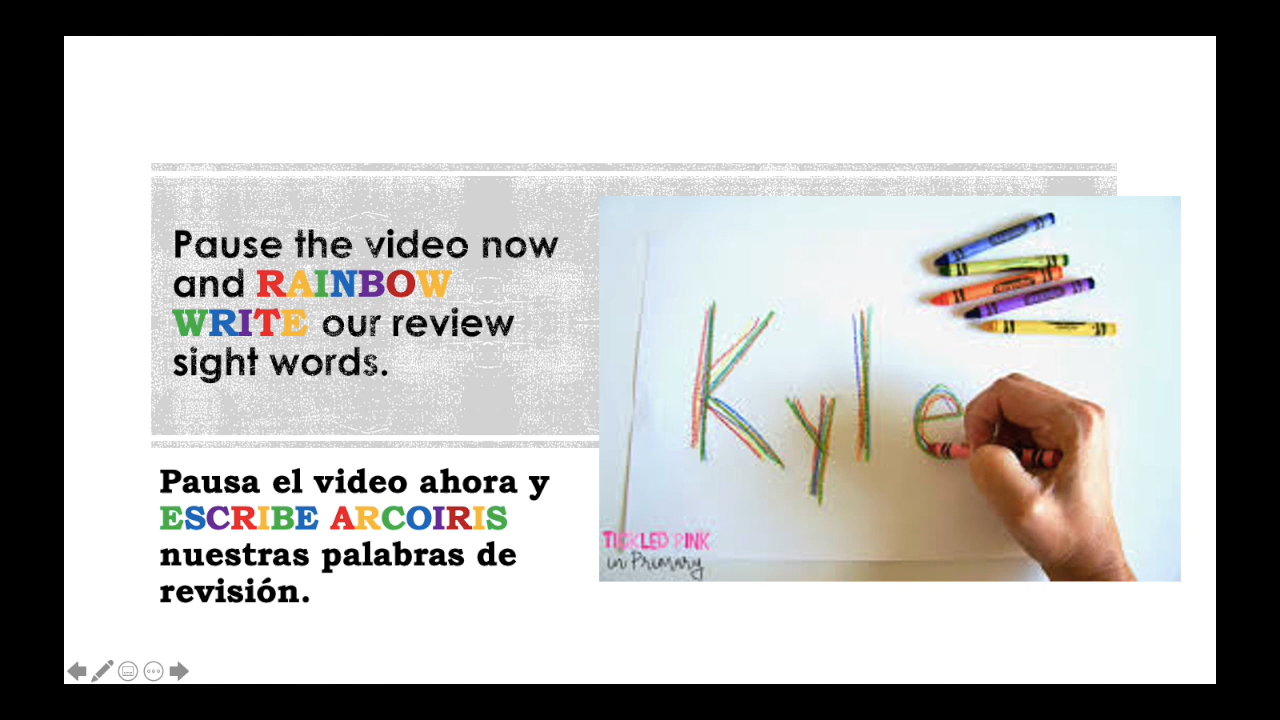 Pause the video now
and RAINBOW
WRITE our review
sight words.
Pausa el video ahora y
ESCRIBE ARCOIRIS
nuestras palabras de
revisión.
Kyle
TICKLED PINK
in Primary